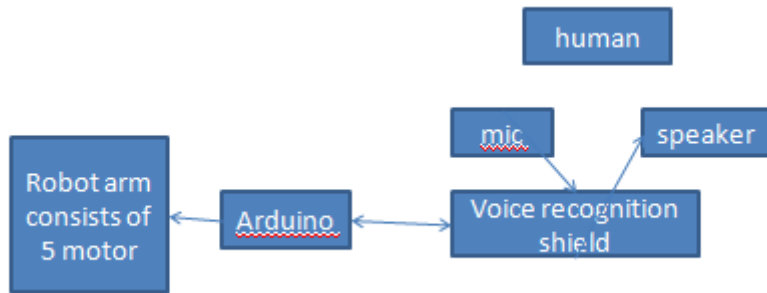 human
mic
speaker
Robot arm
consists of
5 motor
Arduino
Voice recognition
shield